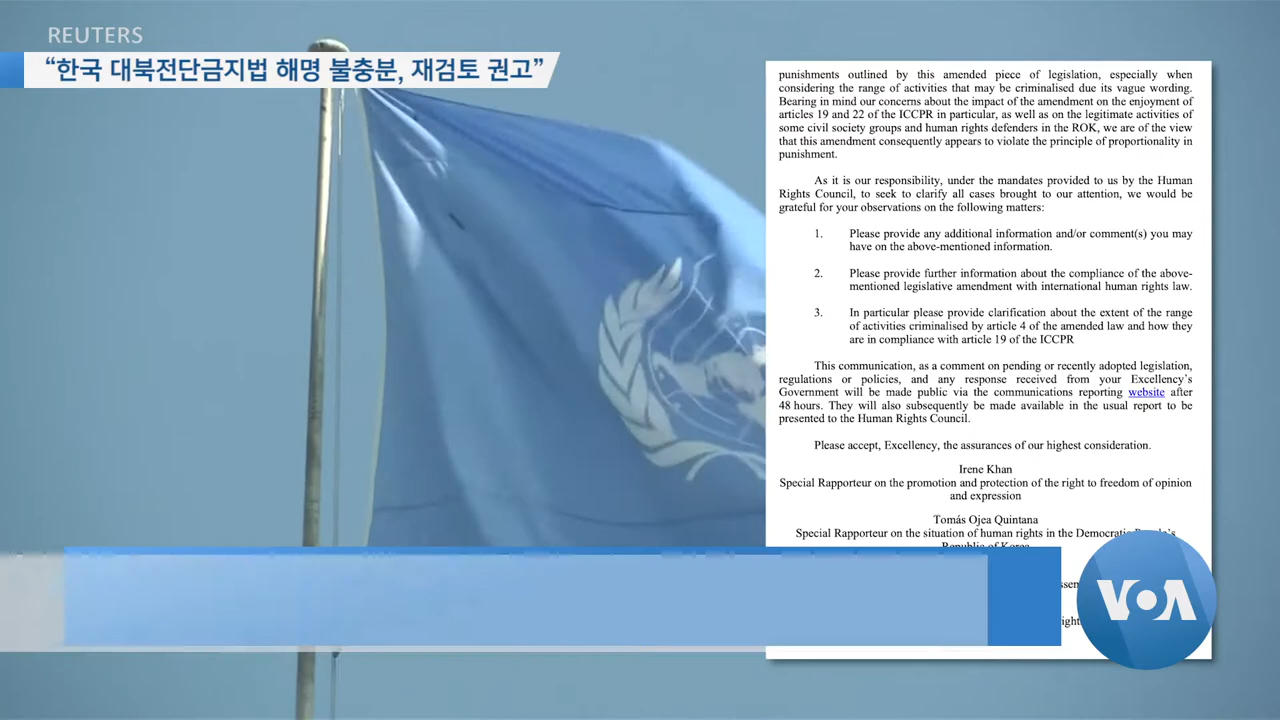 REUTERS
“한국 대북전단금지법 해명 불충분, 재검토 권고”
punishments outlined by this amended piece of legislation, especially when
considering the range of activities that may be criminalised due its vague wording.
Bearing in mind our concerns about the impact of the amendment on the enjoyment of
articles 19 and 22 of the ICCPR in particular, as well as on the legitimate activities of
some civil society groups and human rights defenders in the ROK, we are of the view
that this amendment consequently appears to violate the principle of proportionality in
punishment.
As it is our responsibility, under the mandates provided to us by the Human
Rights Council, to seek to clarify all cases brought to our attention, we would be
grateful for your observations on the following matters:
1. Please provide any additional information and/or comment(s) you may
have on the above-mentioned information.
2. Please provide further information about the compliance of the above-
mentioned legislative amendment with international human rights law.
3. In particular please provide clarification about the extent of the range
of activities criminalised by article 4 of the amended law and how they
are in compliance with article 19 of the ICCPR
This communication, as a comment on pending or recently adopted legislation,
regulations or policies, and any response received from your Excellency’s
Government will be made public via the communications reporting website after
48 hours. They will also subsequently be made available in the usual report to be
presented to the Human Rights Council.
Please accept, Excellency, the assurances of our highest consideration.
Irene Khan
Special Rapporteur on the promotion and protection of the right to freedom of opinion
and expression
Tomás Ojea Quintana
Special Rapporteur on the situation of human rights in the Democratic People’s
Republic of Korea
VOA